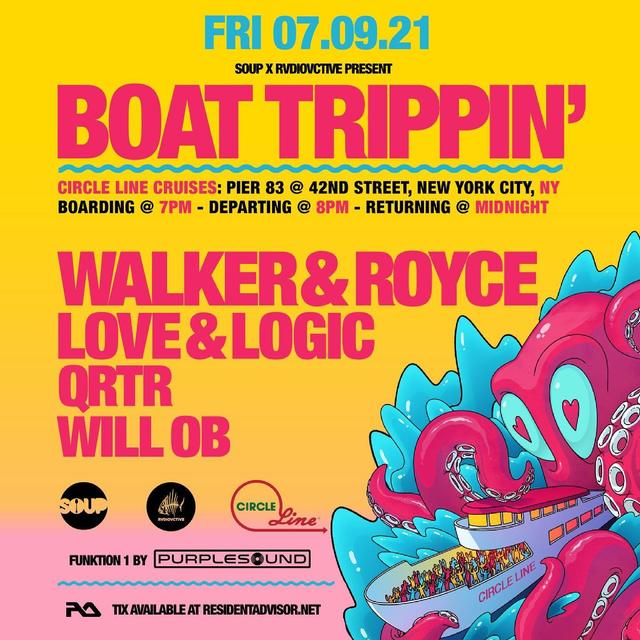 FRI 07.09.21
SOUP X RVDIOVCTIVE PRESENT
BOAT TRIPPIN'
CIRCLE LINE CRUISES: PIER 83 @ 42ND STREET, NEW YORK CITY, NY
BOARDING @ 7PM - DEPARTING @ 8PM - RETURNING @ MIDNIGHT
WALKER & ROYCE
LOVE & LOGIC
QRTR
WILL OB
SOUP
RVDIOVCTIVE
CIRCLE
Line
FUNKTION 1 BY PURPLESOUND
CIRCLE LINE
RA TIX AVAILABLE AT RESIDENTADVISOR.NET